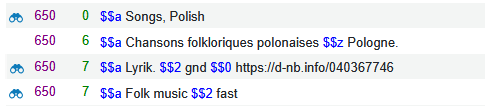 650 0 $$a Songs, Polish
650 6 $$a Chansons folkloriques polonaises $$z Pologne.
650 7 $$a Lyrik. $$2 gnd $$0 https://d-nb.info/040367746
650 7 $$a Folk music $$2 fast